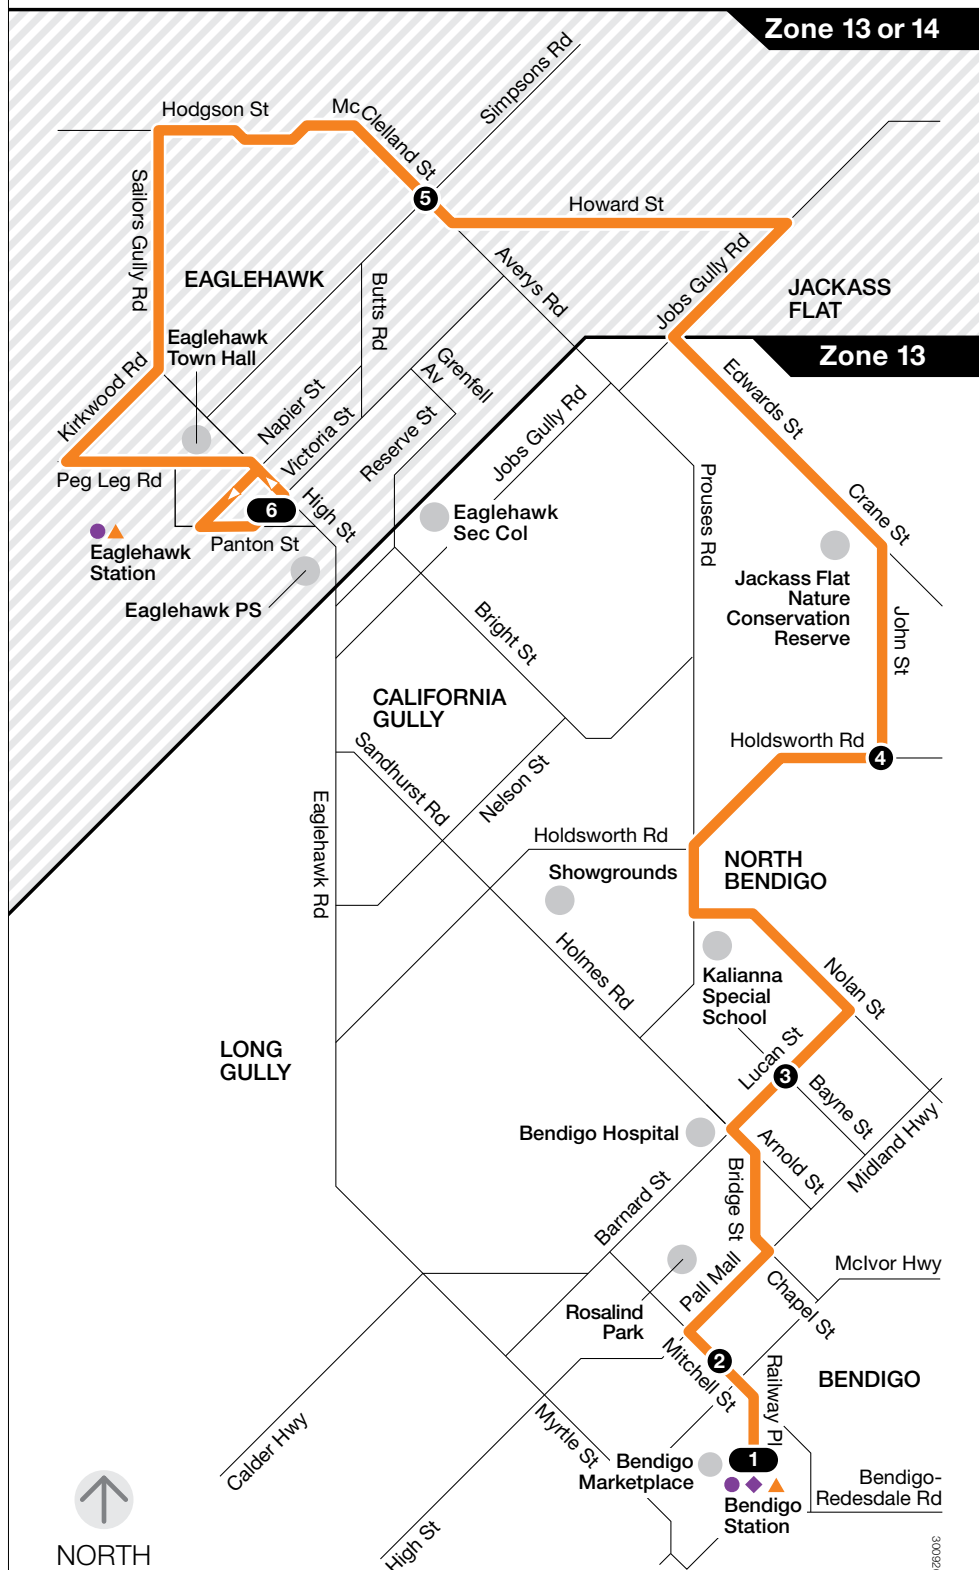 Zone 13 or 14
Simpsons Rd
Hodgson St
McClelland St
5
Howard St
Sailors Gully Rd
Averys Rd
Jobs Gully Rd
EAGLEHAWK
Butts Rd
JACKASS
FLAT
Eaglehawk
Town Hall
Zone 13
Grenfell
Av
Kirkwood Rd
Napier St
Victoria St
Reserve St
Jobs Gully Rd
Edwards St
Peg Leg Rd
High St
6
Prouses Rd
Crane St
Eaglehawk
Sec Col
Panton St
Eaglehawk
Station
Eaglehawk PS
Jackass Flat
Nature
Conservation
Reserve
Bright St
John St
CALIFORNIA
GULLY
Sandhurst Rd
Nelson St
Holdsworth Rd
4
Eaglehawk Rd
Holdsworth Rd
NORTH
BENDIGO
Showgrounds
Holmes Rd
Kalianna
Special
School
Nolan St
LONG
GULLY
Lucan St
3
Bayne St
Bendigo Hospital
Arnold St
Midland Hwy
Bridge St
Barnard St
Pall Mall
McIvor Hwy
Chapel St
Rosalind
Park
2
Mitchell St
Railway Pl
BENDIGO
Myrtle St
Calder Hwy
Bendigo
Marketplace
1
Bendigo-
Redesdale Rd
Bendigo
Station
High St
NORTH